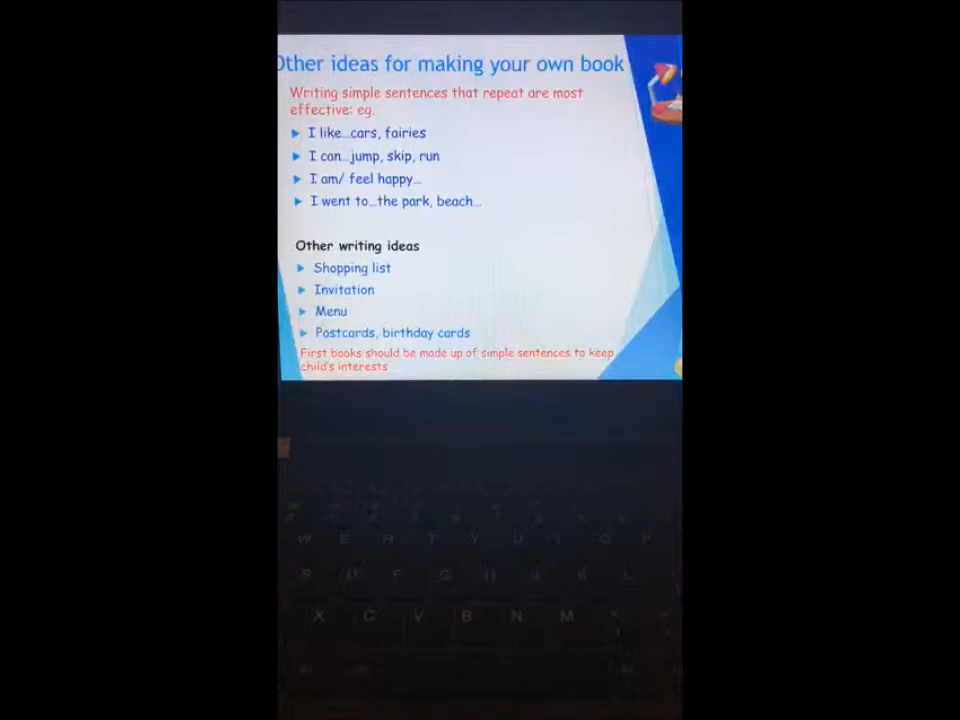 Other ideas for making your own book
Writing simple sentences that repeat are most
effective: eg.
I like...cars, fairies
I can...jump, skip, run
I am/ feel happy...
I went to...the park, beach...
Other writing ideas
Shopping list
Invitation
Menu
Postcards, birthday cards
First books should be made up of simple sentences to keep
child's interests
W E R T Y U I O P
S D F G H J K L
X C V B N M